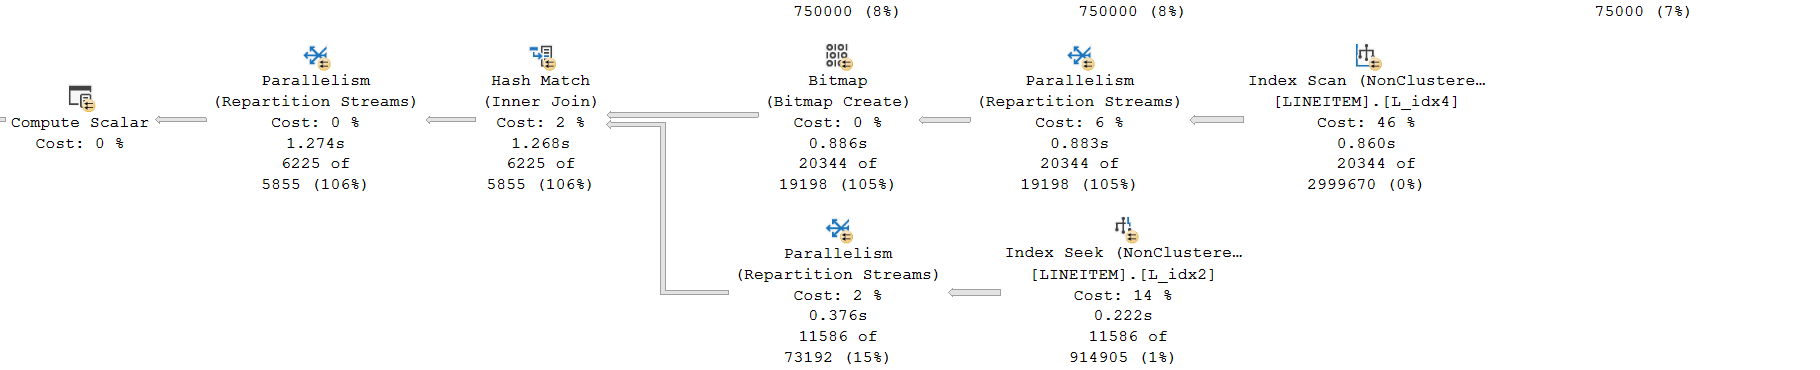 750000 (8%)
750000 (8%)
75000 (7%)
Compute Scalar
Cost: 0 %
Parallelism
(Repartition Streams)
Cost: 0 %
1.274s
6225 of
5855 (106%)
Hash Match
(Inner Join)
Cost: 2 %
1.268s
6225 of
5855 (106%)
Bitmap
(Bitmap Create)
Cost: 0 %
0.886s
20344 of
19198 (105%)
Parallelism
(Repartition Streams)
Cost: 6 %
0.883s
20344 of
19198 (105%)
Index Scan (NonClustere…
[LINEITEM].[L_idx4]
Cost: 46 %
0.860s
20344 of
2999670 (0%)
Parallelism
(Repartition Streams)
Cost: 2 %
0.376s
11586 of
73192 (15%)
Index Seek (NonClustere…
[LINEITEM].[L_idx2]
Cost: 14 %
0.222s
11586 of
914905 (1%)